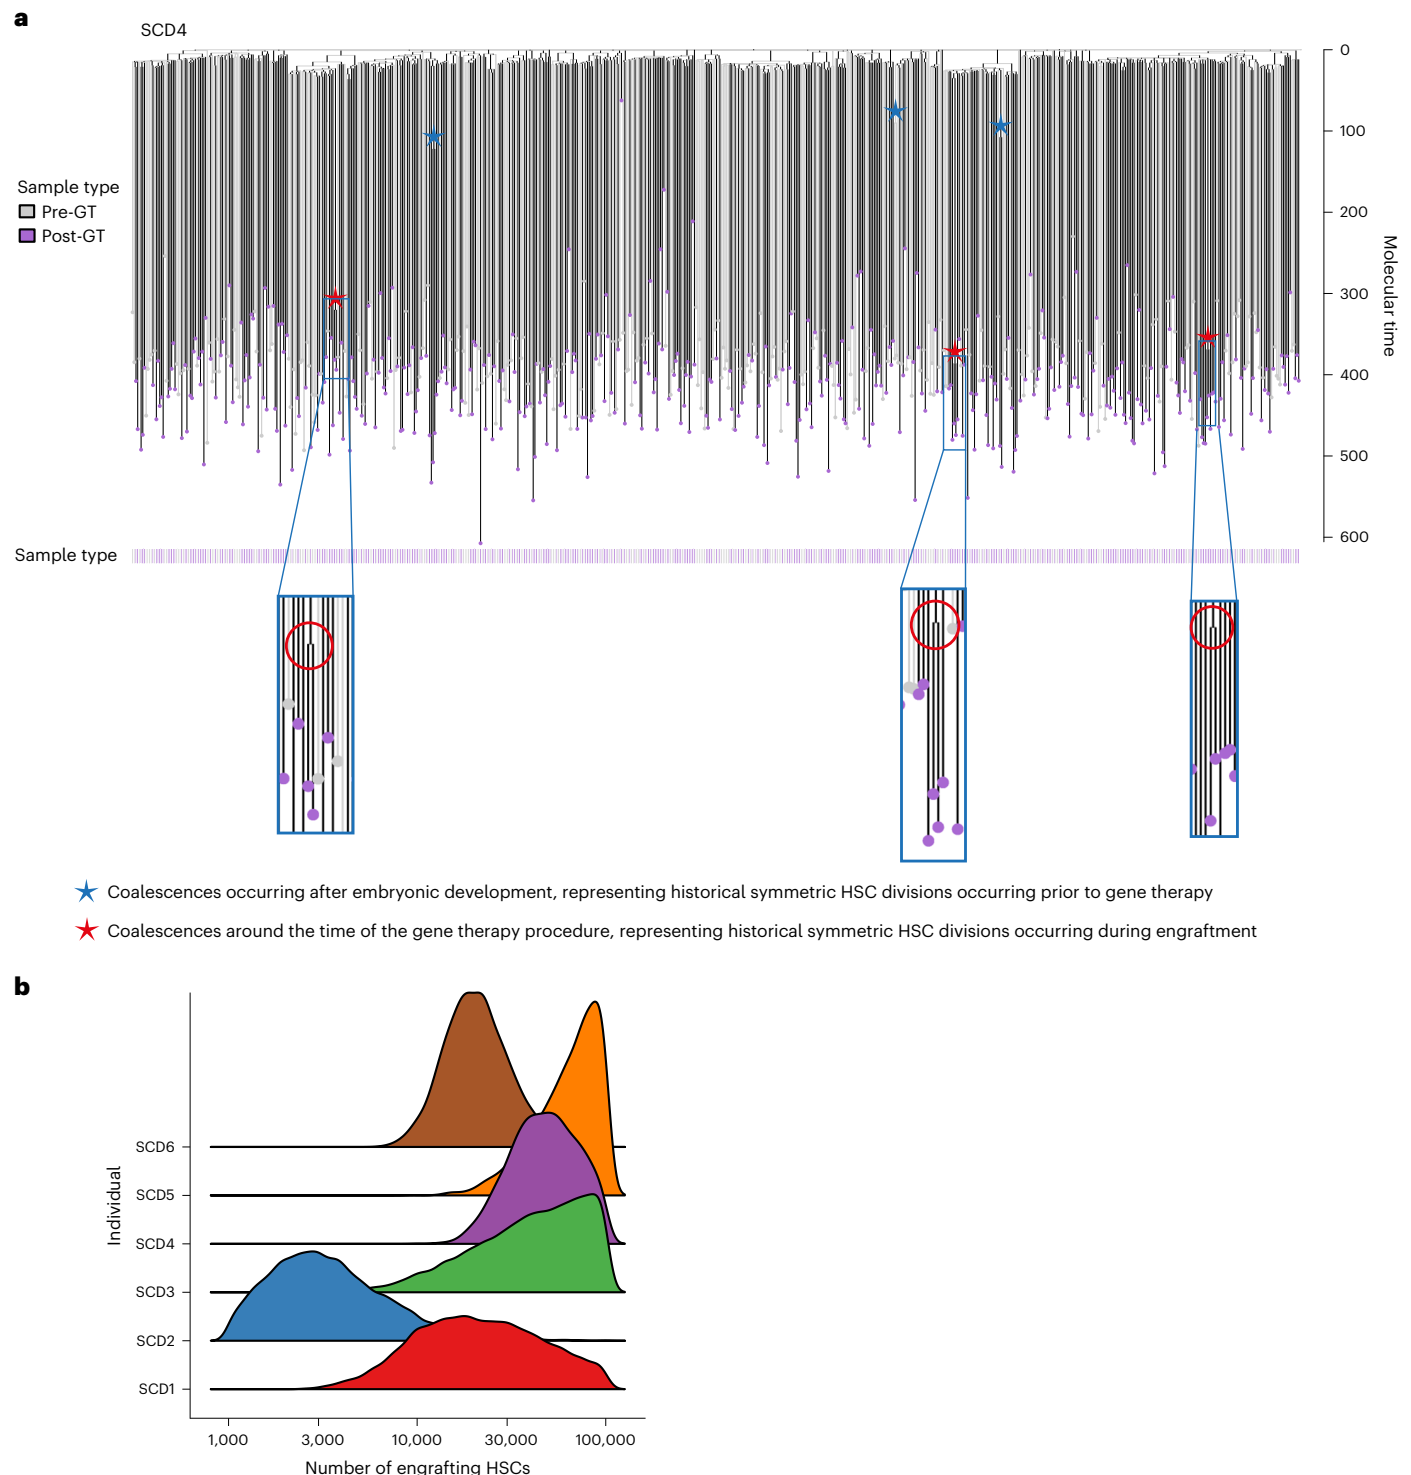 a
SCD4
0
100
200
300
400
500
600
Molecular time
Sample type
Pre-GT
Post-GT
Sample type
Coalescences occurring after embryonic development, representing historical symmetric HSC divisions occurring prior to gene therapy
Coalescences around the time of the gene therapy procedure, representing historical symmetric HSC divisions occurring during engraftment
b
Individual
SCD6
SCD5
SCD4
SCD3
SCD2
SCD1
1,000 3,000 10,000 30,000 100,000
Number of engrafting HSCs